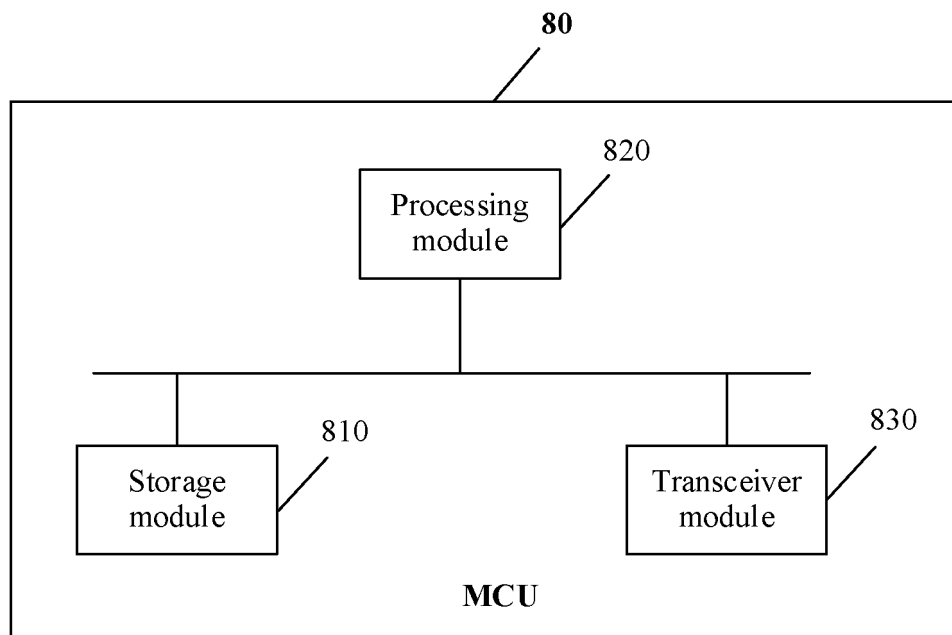 80
820
Processing
module
810
Storage
module
830
Transceiver
module
MCU